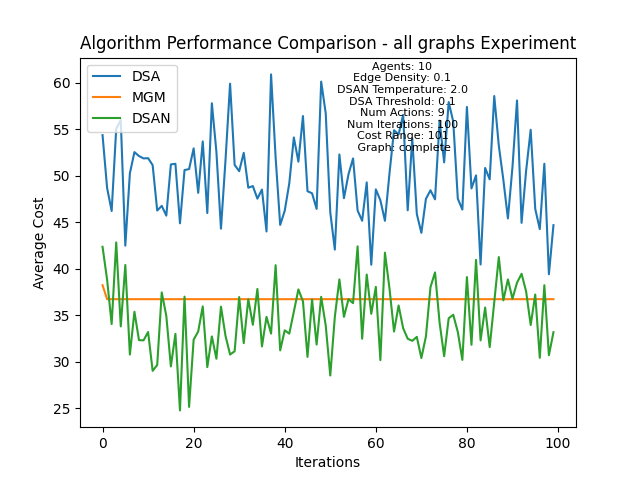 Algorithm Performance Comparison - all graphs Experiment
DSA
MGM
DSAN
Agents: 10
Edge Density: 0.1
DSAN Temperature: 2.0
DSA Threshold: 0.1
Num Actions: 9
Num Iterations: 100
Cost Range: 101
Graph: complete
Average Cost
60
55
50
45
40
35
30
25
0 20 40 60 80 100
Iterations